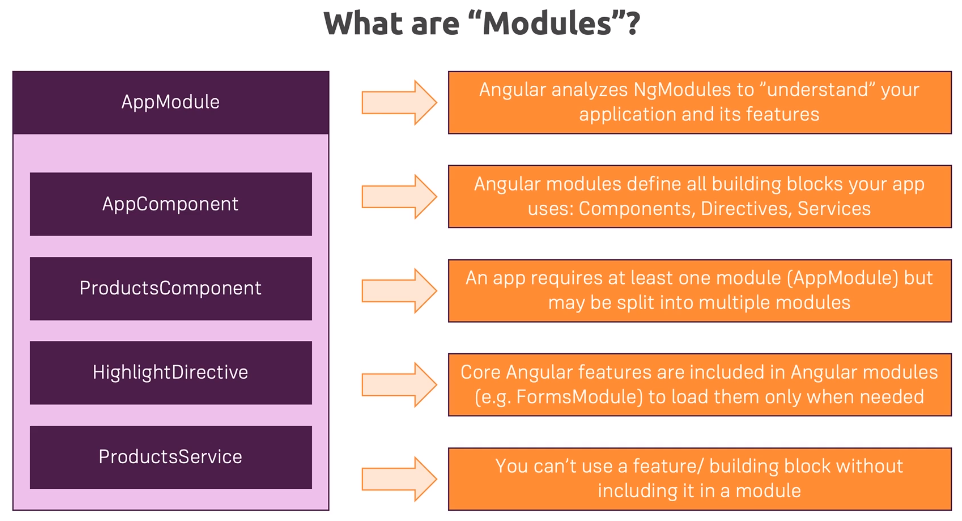 What are “Modules”?
AppModule
Angular analyzes NgModules to “understand“ your
application and its features
AppComponent
Angular modules define all building blocks your app
uses: Components, Directives, Services
ProductsComponent
An app requires at least one module (AppModule) but
may be split into multiple modules
HighlightDirective
Core Angular features are included in Angular modules
(e.g. FormsModule) to load them only when needed
ProductsService
You can’t use a feature/ building block without
including it in a module